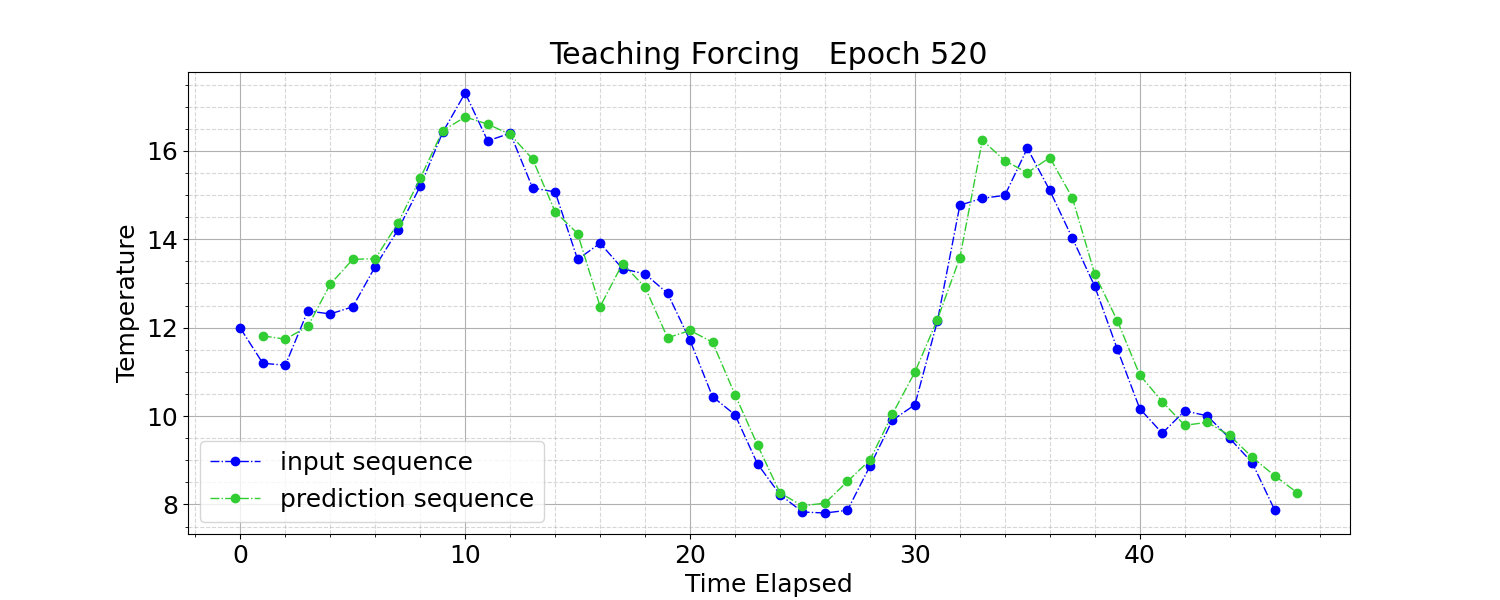 Teaching Forcing   Epoch 520
Temperature
16
14
12
10
8
input sequence
prediction sequence
0 10 20 30 40
Time Elapsed